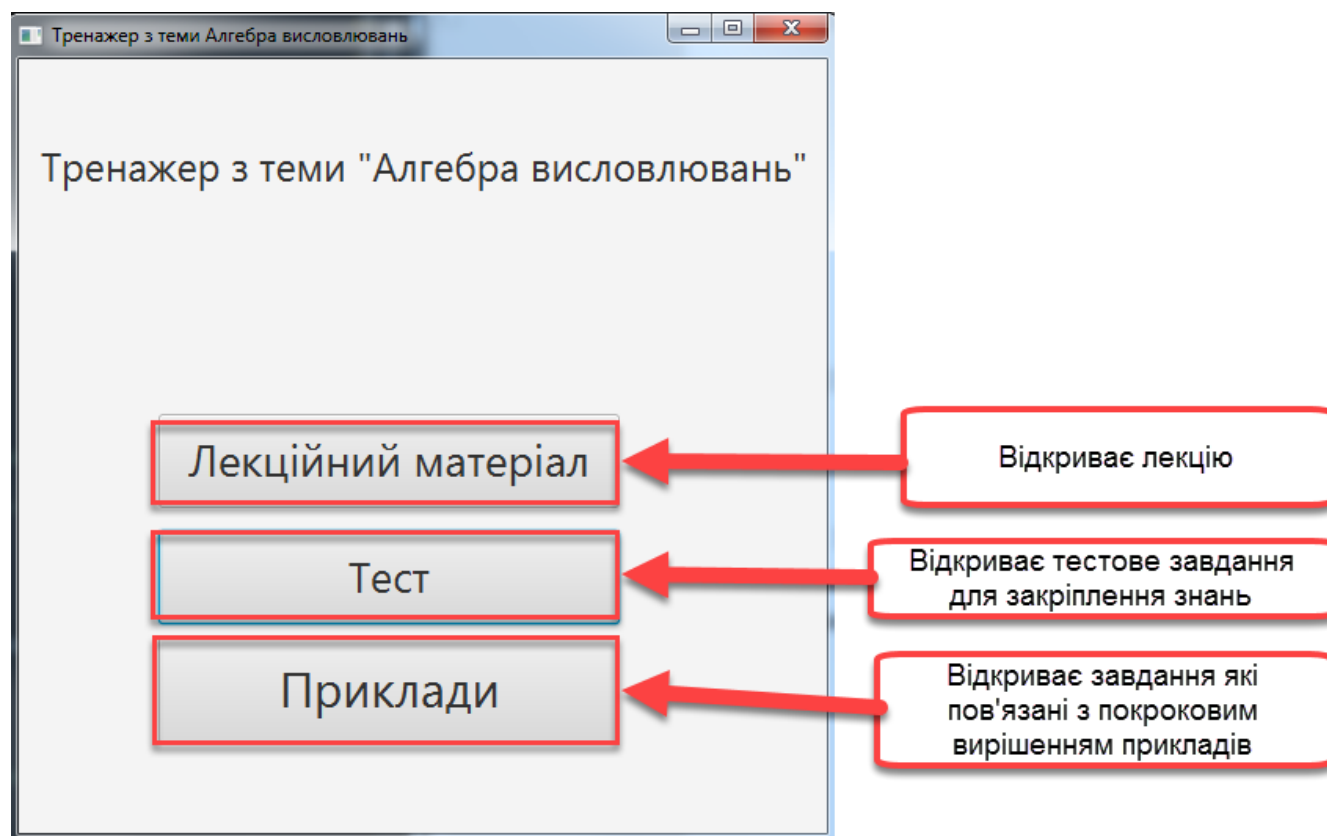 Тренажер з теми Алгебра висловлювань
Тренажер з теми "Алгебра висловлювань"
Лекційний матеріал
Відкриває лекцію
Тест
Відкриває тестове завдання
для закріплення знань
Приклади
Відкриває завдання які
пов'язані з покроковим
вирішенням прикладів